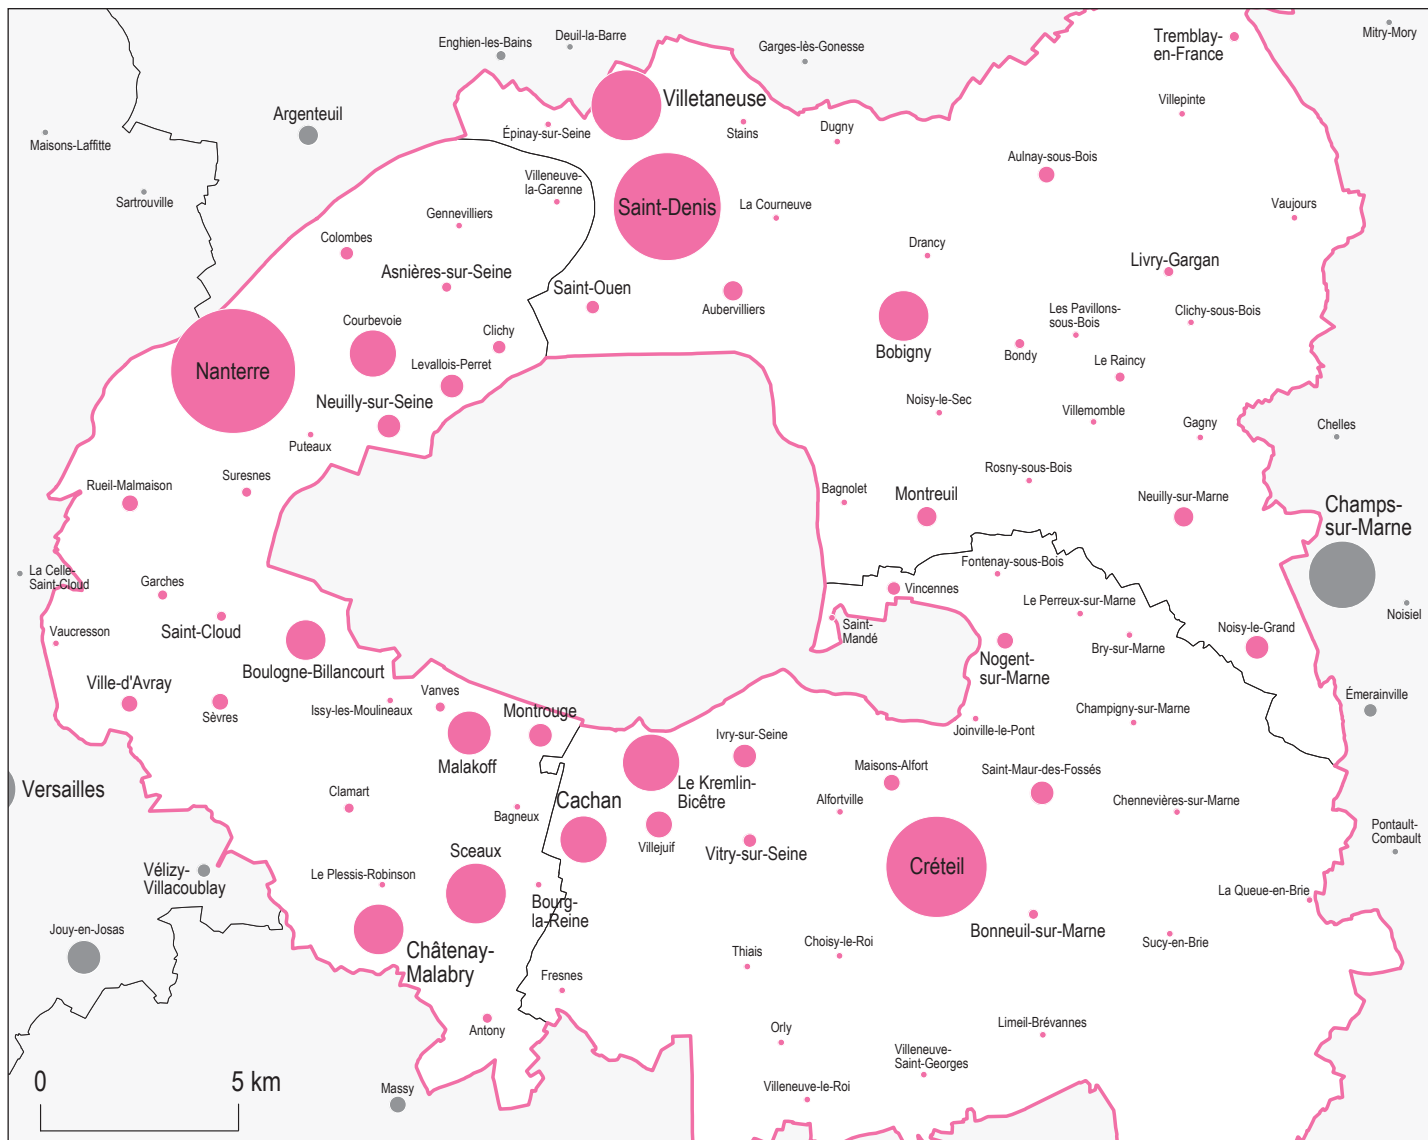 Deuil-la-Barre
Enghien-les-Bains
Garges-lès-Gonesse
Mitry-Mory
Tremblay-
en-France
Argenteuil
Villetaneuse
Villepinte
Maisons-Laffitte
Épinay-sur-Seine
Stains
Dugny
Aulnay-sous-Bois
Villeneuve-
la-Garenne
Sartrouville
Saint-Denis
La Courneuve
Vaujours
Gennevilliers
Colombes
Drancy
Livry-Gargan
Asnières-sur-Seine
Saint-Ouen
Aubervilliers
Les Pavillons-
sous-Bois
Clichy-sous-Bois
Courbevoie
Clichy
Bobigny
Bondy
Le Raincy
Levallois-Perret
Nanterre
Neuilly-sur-Seine
Noisy-le-Sec
Villemomble
Gagny
Chelles
Puteaux
Rueil-Malmaison
Suresnes
Rosny-sous-Bois
Bagnolet
Montreuil
Neuilly-sur-Marne
Champs-
sur-Marne
La Celle-
Saint-Cloud
Garches
Fontenay-sous-Bois
Vincennes
Le Perreux-sur-Marne
Noisiel
Vaucresson
Saint-Cloud
Saint-
Mandé
Noisy-le-Grand
Bry-sur-Marne
Nogent-
sur-Marne
Boulogne-Billancourt
Ville-d'Avray
Sèvres
Issy-les-Moulineaux
Vanves
Montrouge
Émerainville
Champigny-sur-Marne
Joinville-le-Pont
Ivry-sur-Seine
Malakoff
Maisons-Alfort
Saint-Maur-des-Fossés
Versailles
Le Kremlin-
Bicêtre
Clamart
Cachan
Bagneux
Alfortville
Chennevières-sur-Marne
Villejuif
Vitry-sur-Seine
Pontault-
Combault
Sceaux
Créteil
Vélizy-
Villacoublay
Le Plessis-Robinson
La Queue-en-Brie
Bourg-
la-Reine
Jouy-en-Josas
Bonneuil-sur-Marne
Choisy-le-Roi
Sucy-en-Brie
Châtenay-
Malabry
Thiais
Fresnes
Antony
Orly
Limeil-Brévannes
Villeneuve-
Saint-Georges
Massy
Villeneuve-le-Roi
0
5 km